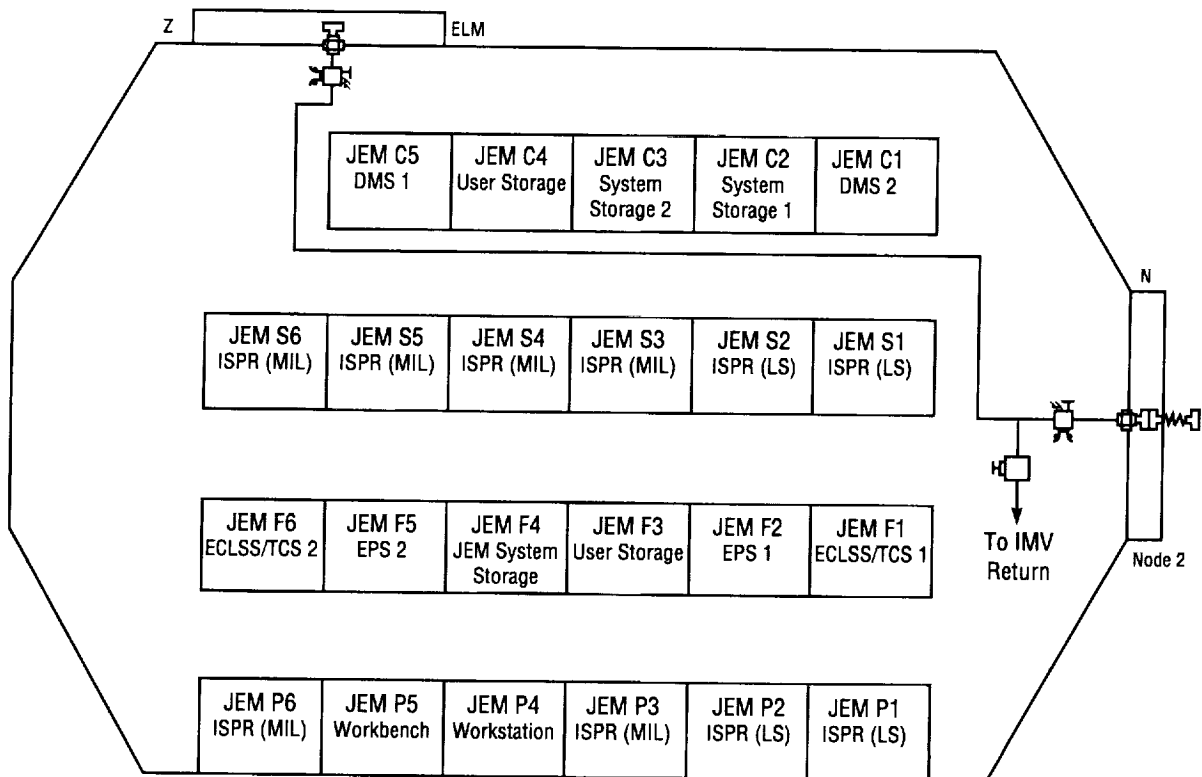 Z
ELM
JEM C5
DMS 1
JEM C4
User Storage
JEM C3
System
Storage 2
JEM C2
System
Storage 1
JEM C1
DMS 2
N
JEM S6
ISPR (MIL)
JEM S5
ISPR (MIL)
JEM S4
ISPR (MIL)
JEM S3
ISPR (MIL)
JEM S2
ISPR (LS)
JEM S1
ISPR (LS)
JEM F6
ECLSS/TCS 2
JEM F5
EPS 2
JEM F4
JEM System
Storage
JEM F3
User Storage
JEM F2
EPS 1
JEM F1
ECLSS/TCS 1
To IMV
Return
Node 2
JEM P6
ISPR (MIL)
JEM P5
Workbench
JEM P4
Workstation
JEM P3
ISPR (MIL)
JEM P2
ISPR (LS)
JEM P1
ISPR (LS)